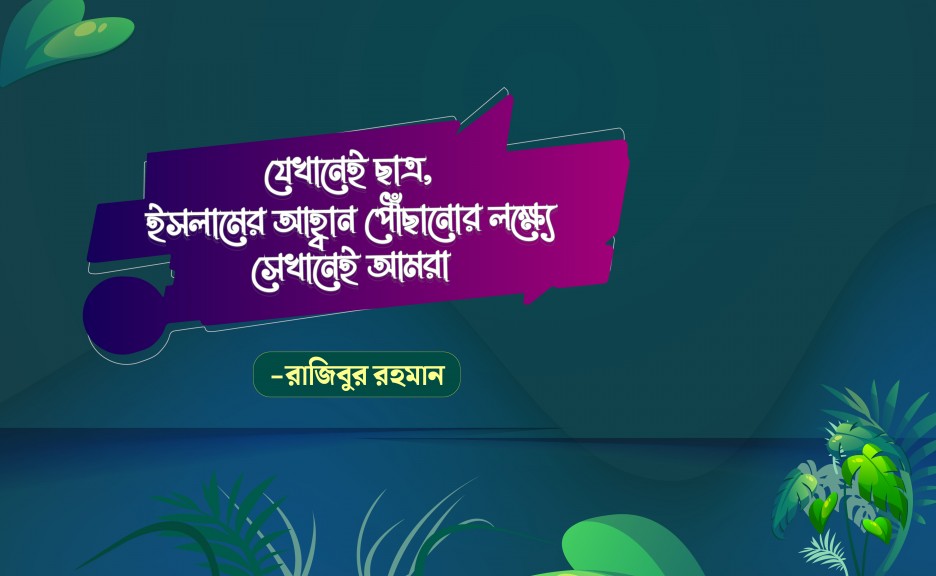 যেখানেই ছাত্র,
ইসলামের আহ্বান পৌঁছানোর লক্ষ্যে
সেখানেই আমরা
-রাজিবুর রহমান